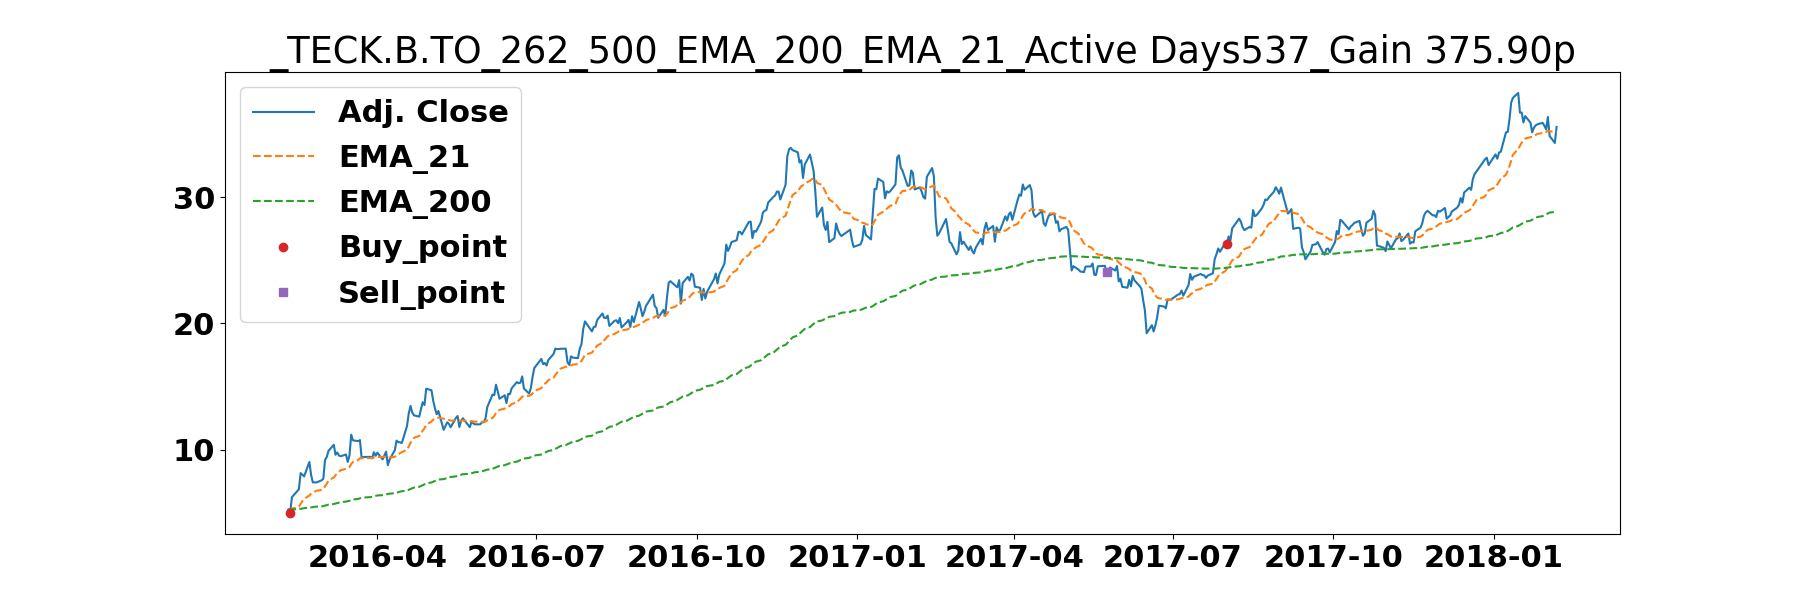 _TECK.B.TO_262_500_EMA_200_EMA_21_Active Days537_Gain 375.90p
Adj. Close
EMA_21
EMA_200
Buy_point
Sell_point
30
20
10
2016-04 2016-07 2016-10 2017-01 2017-04 2017-07 2017-10 2018-01